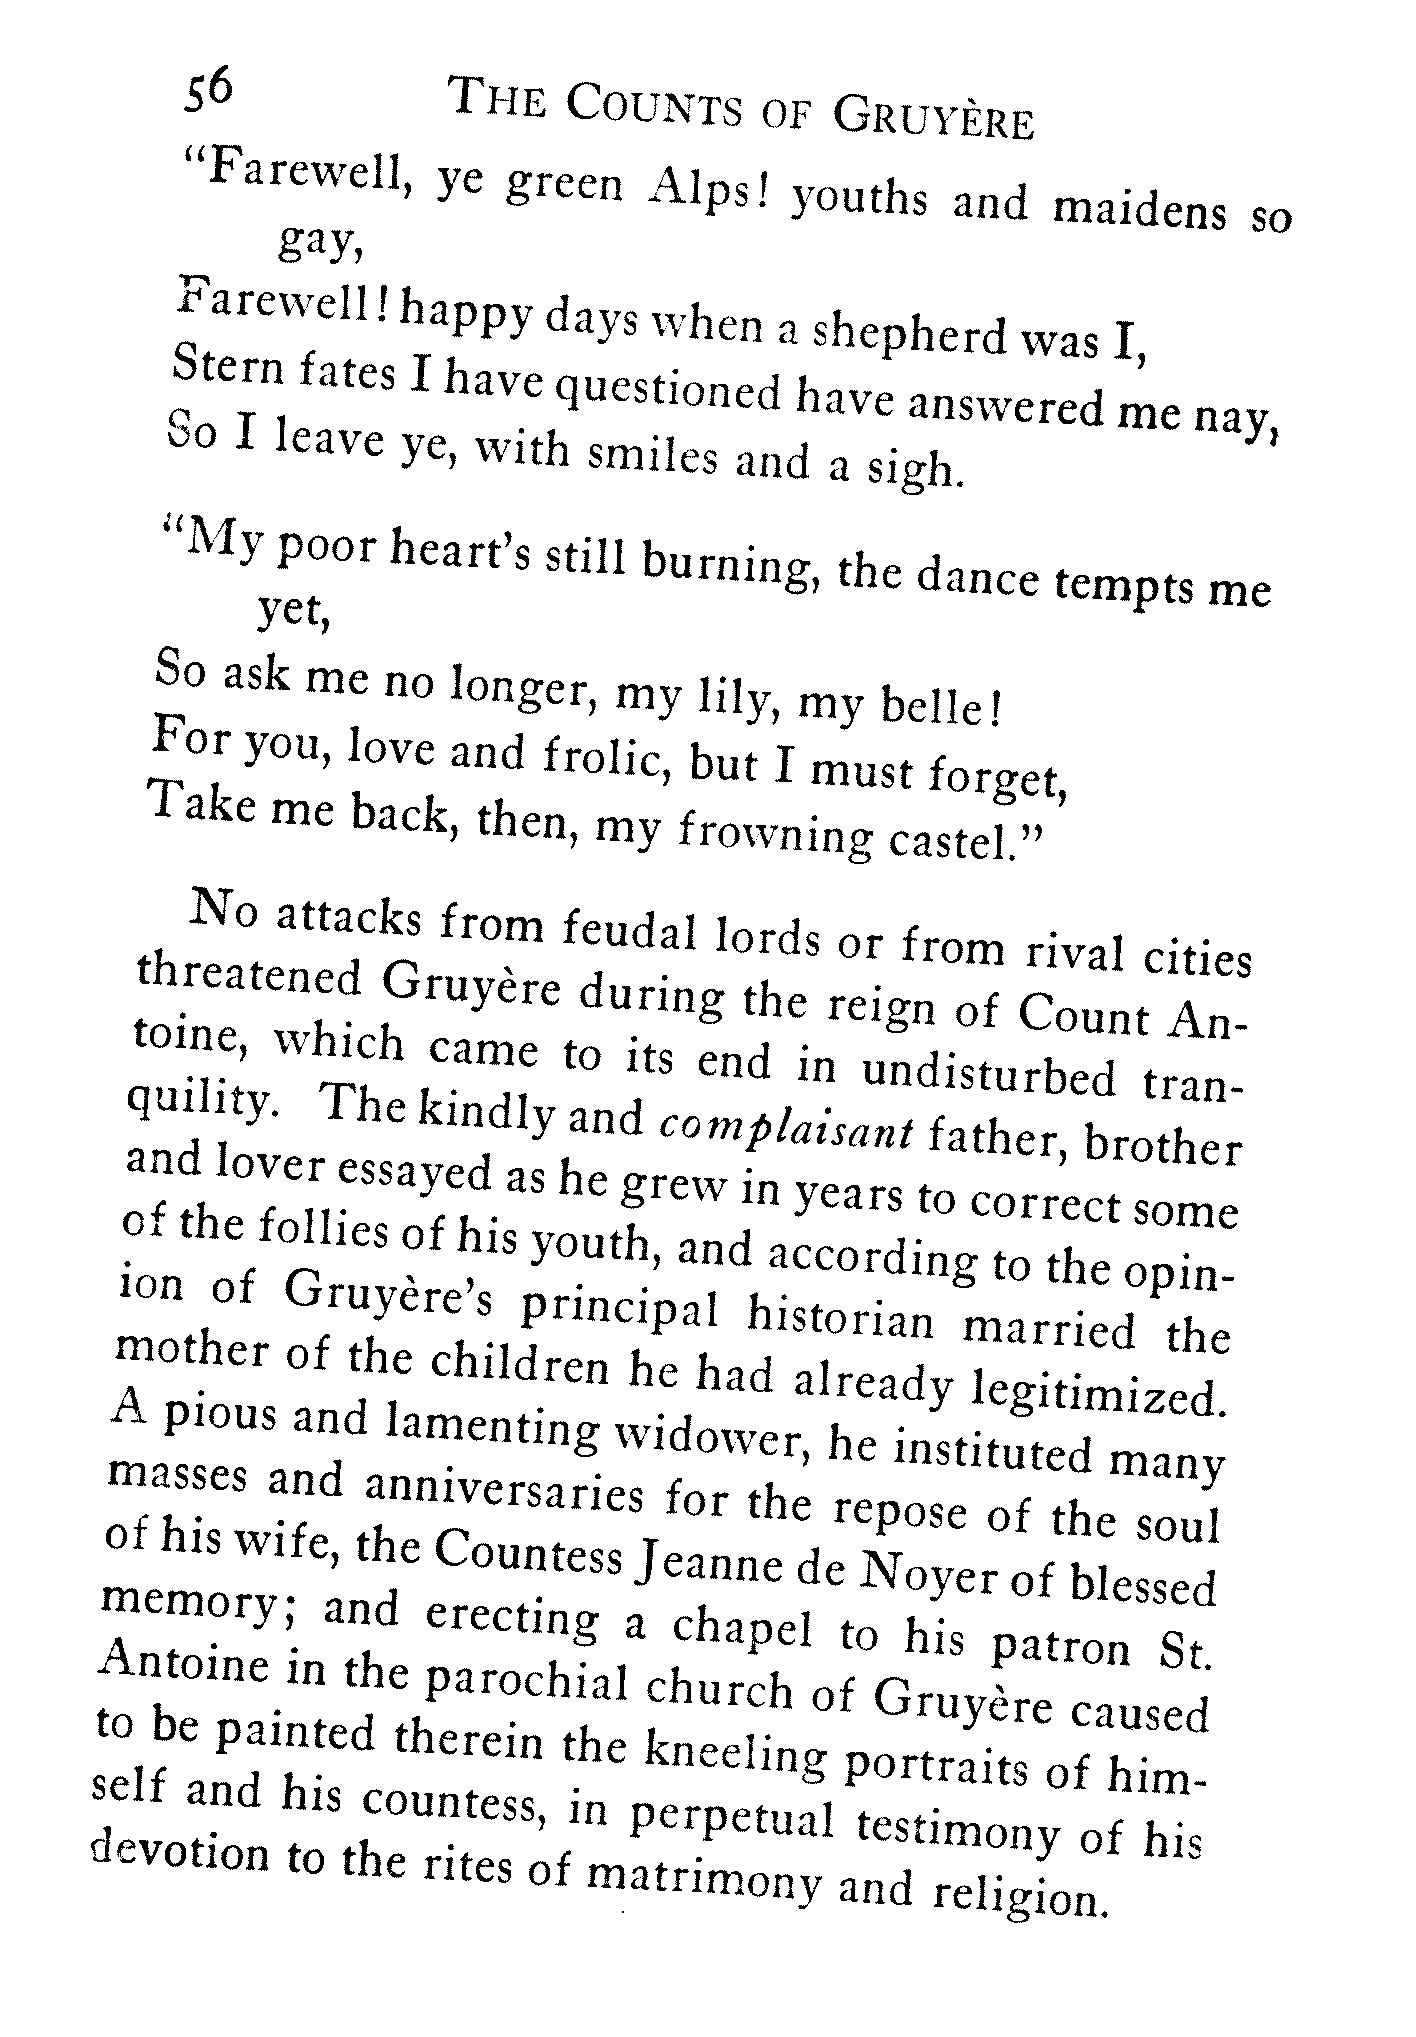 56 THE COUNTS OF GRUYÈRE
"Farewell, ye green Alps! youths and maidens so
gay,
Farewell! happy days when a shepherd was I,
Stern fates I have questioned have answered me nay,
So I leave ye, with smiles and a sigh.
"My poor heart's still burning, the dance tempts me
yet,
So ask me no longer, my lily, my belle!
For you, love and frolic, but I must forget,
Take me back, then, my frowning castel."
No attacks from feudal lords or from rival cities
threatened Gruyère during the reign of Count An-
toine, which came to its end in undisturbed tran-
quility. The kindly and complaisant father, brother
and lover essayed as he grew in years to correct some
of the follies of his youth, and according to the opin-
ion of Gruyère's principal historian married the
mother of the children he had already legitimized.
A pious and lamenting widower, he instituted many
masses and anniversaries for the repose of the soul
of his wife, the Countess Jeanne de Noyer of blessed
memory; and erecting a chapel to his patron St.
Antoine in the parochial church of Gruyère caused
to be painted therein the kneeling portraits of him-
self and his countess, in perpetual testimony of his
devotion to the rites of matrimony and religion.